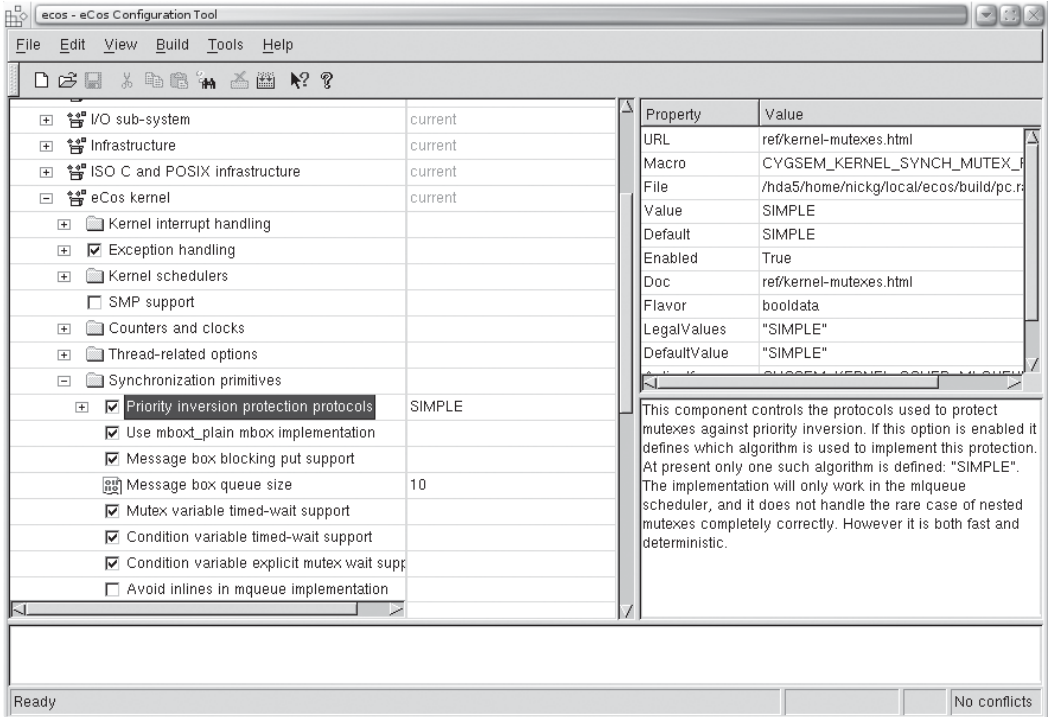 ecos - eCos Configuration Tool
File Edit View Build Tools Help
I/O sub-system current
Infrastructure current
ISO C and POSIX infrastructure current
eCos kernel current
Kernel interrupt handling
Exception handling
Kernel schedulers
SMP support
Counters and clocks
Thread-related options
Synchronization primitives
Priority inversion protection protocols SIMPLE
Use mboxt_plain mbox implementation
Message box blocking put support
Message box queue size 10
Mutex variable timed-wait support
Condition variable timed-wait support
Condition variable explicit mutex wait supp
Avoid inlines in mqueue implementation
Property Value
URL ref/kernel-mutexes.html
Macro CYGSEM_KERNEL_SYNCH_MUTEX_
File /hda5/home/nickg/local/ecos/build/pc.ra
Value SIMPLE
Default SIMPLE
Enabled True
Doc ref/kernel-mutexes.html
Flavor booldata
LegalValues "SIMPLE"
DefaultValue "SIMPLE"
This component controls the protocols used to protect
mutexes against priority inversion. If this option is enabled it
defines which algorithm is used to implement this protection.
At present only one such algorithm is defined: "SIMPLE".
The implementation will only work in the mlqueue
scheduler, and it does not handle the rare case of nested
mutexes completely correctly. However it is both fast and
deterministic.
Ready No conflicts